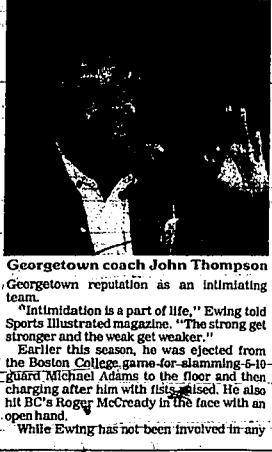 Georgetown coach John Thompson
Georgetown reputation as an intimiating
team.
"Intimidation is a part of life," Ewing told
Sports Illustrated magazine. "The strong get
stronger and the weak get weaker."
Earlier this season, he was ejected from
the Boston College game for slamming 5-10
guard Michael Adams to the floor and then
charging after him with fists raised. He also
hit BC's Roger McCready in the face with an
open hand.
While Ewing has not been involved in any